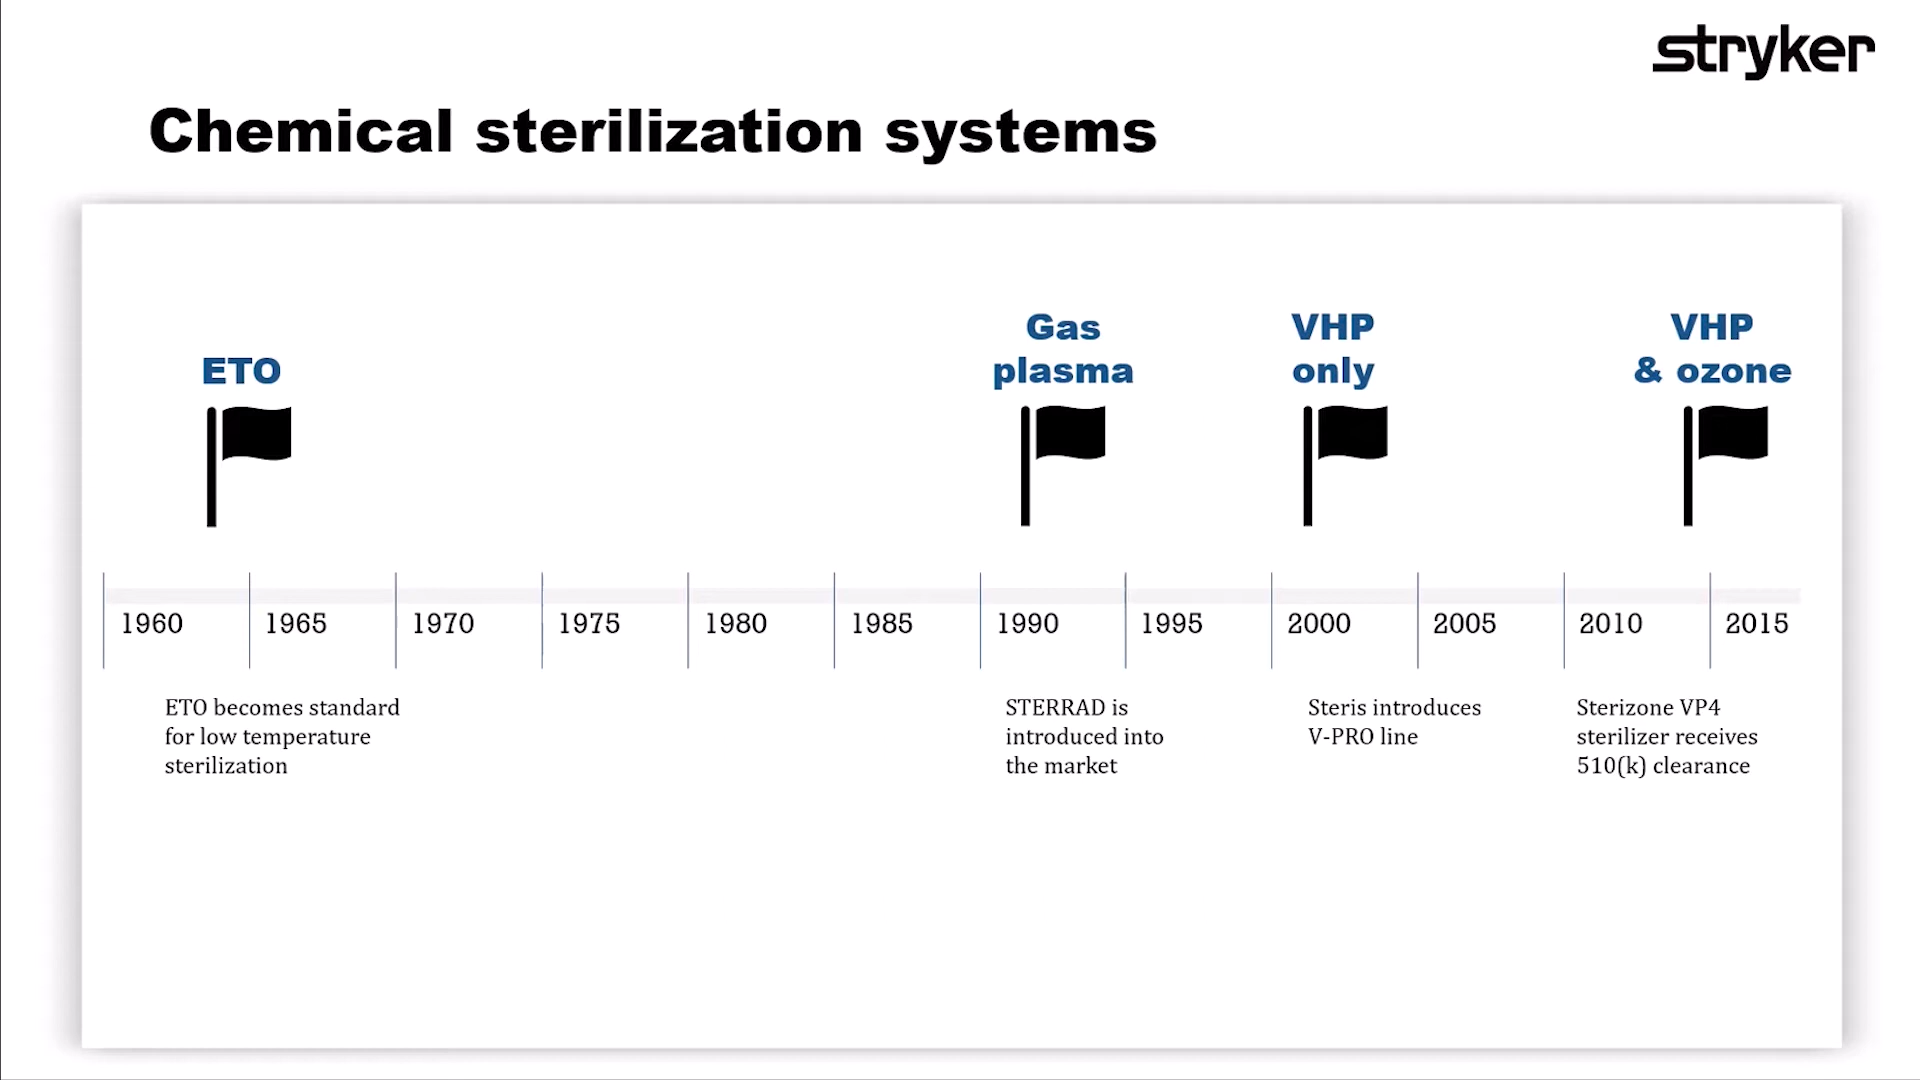 stryker
Chemical sterilization systems
ETO
Gas
plasma
VHP
only
VHP
& ozone
1960 1965 1970 1975 1980 1985 1990 1995 2000 2005 2010 2015
ETO becomes standard
for low temperature
sterilization
STERRAD is
introduced into
the market
Steris introduces
V-PRO line
Sterizone VP4
sterilizer receives
510(k) clearance